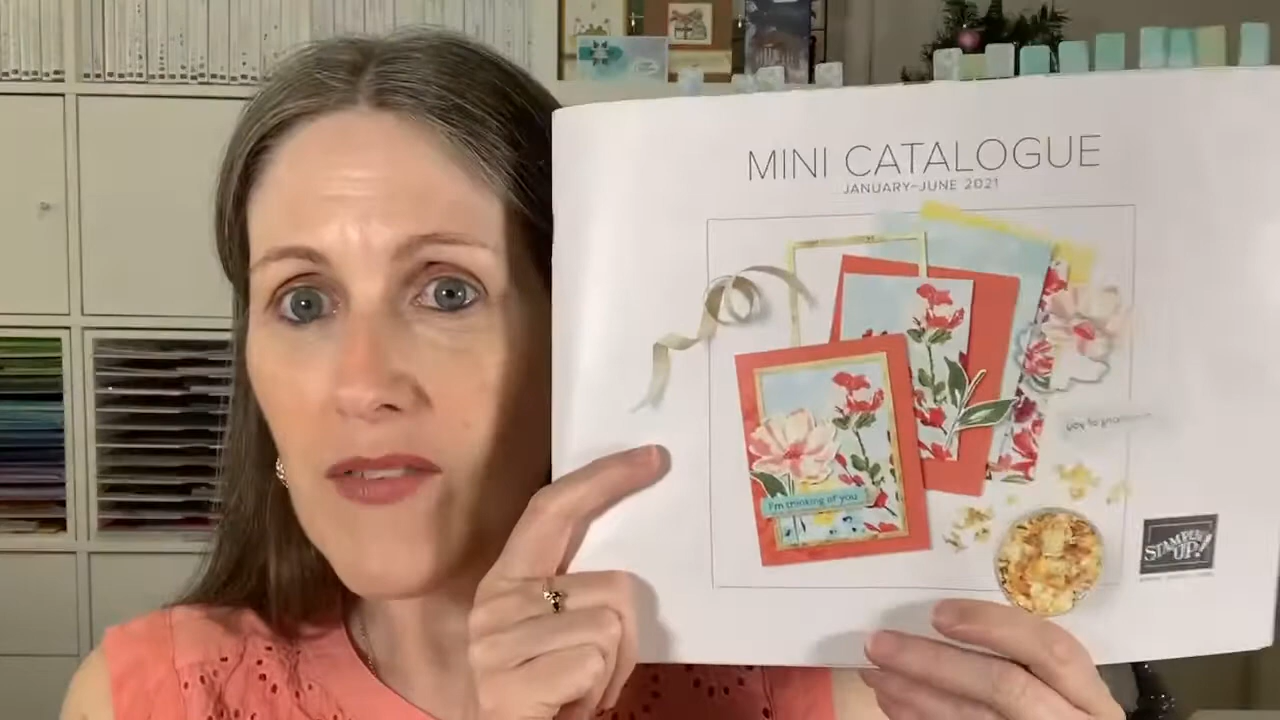 MINI CATALOGUE
JANUARY–JUNE 2021
I'm thinking of you
STAMPIN' UP!